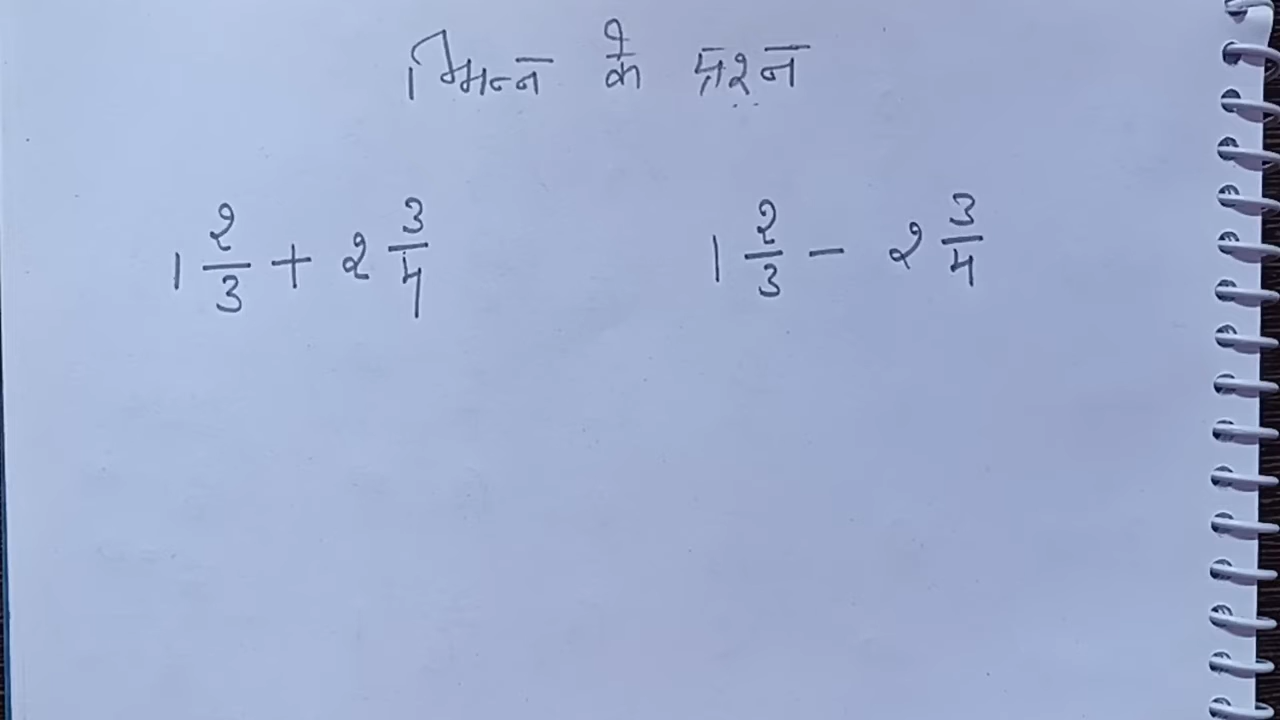 भिन्न के प्रश्न
1 2/3 + 2 3/4
1 2/3 - 2 3/4